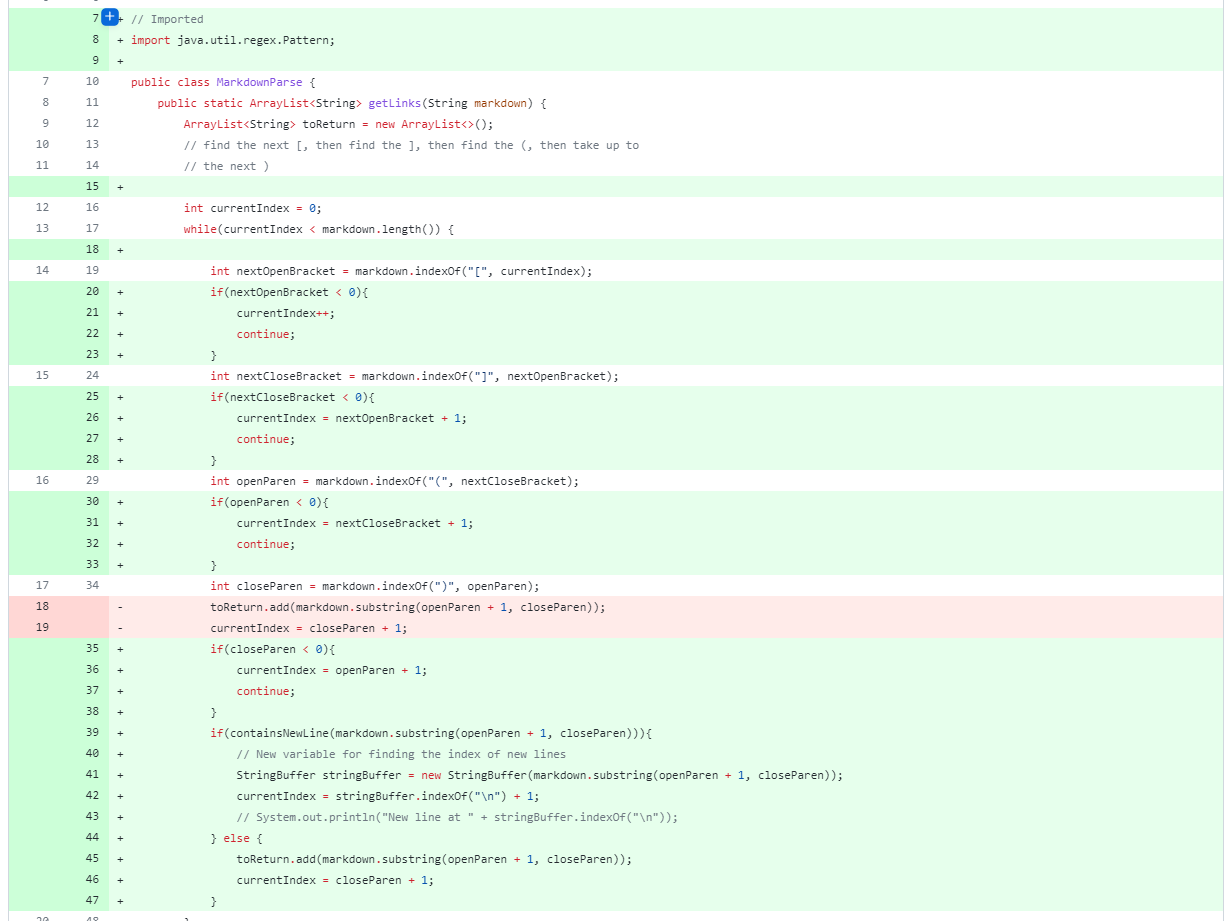 7 + // Imported
8 + import java.util.regex.Pattern;
9 +
7 10 public class MarkdownParse {
8 11 public static ArrayList<String> getLinks(String markdown) {
9 12 ArrayList<String> toReturn = new ArrayList<>();
10 13 // find the next [, then find the ], then find the (, then take up to
11 14 // the next )
15 +
12 16 int currentIndex = 0;
13 17 while(currentIndex < markdown.length()) {
18 +
14 19 int nextOpenBracket = markdown.indexOf("[", currentIndex);
20 + if(nextOpenBracket < 0){
21 + currentIndex++;
22 + continue;
23 + }
15 24 int nextCloseBracket = markdown.indexOf("]", nextOpenBracket);
25 + if(nextCloseBracket < 0){
26 + currentIndex = nextOpenBracket + 1;
27 + continue;
28 + }
16 29 int openParen = markdown.indexOf("(", nextCloseBracket);
30 + if(openParen < 0){
31 + currentIndex = nextCloseBracket + 1;
32 + continue;
33 + }
17 34 int closeParen = markdown.indexOf(")", openParen);
18 - toReturn.add(markdown.substring(openParen + 1, closeParen));
19 - currentIndex = closeParen + 1;
35 + if(closeParen < 0){
36 + currentIndex = openParen + 1;
37 + continue;
38 + }
39 + if(containsNewLine(markdown.substring(openParen + 1, closeParen))){
40 + // New variable for finding the index of new lines
41 + StringBuffer stringBuffer = new StringBuffer(markdown.substring(openParen + 1, closeParen));
42 + currentIndex = stringBuffer.indexOf("\n") + 1;
43 + // System.out.println("New line at " + stringBuffer.indexOf("\n"));
44 + } else {
45 + toReturn.add(markdown.substring(openParen + 1, closeParen));
46 + currentIndex = closeParen + 1;
47 + }
20 48 }